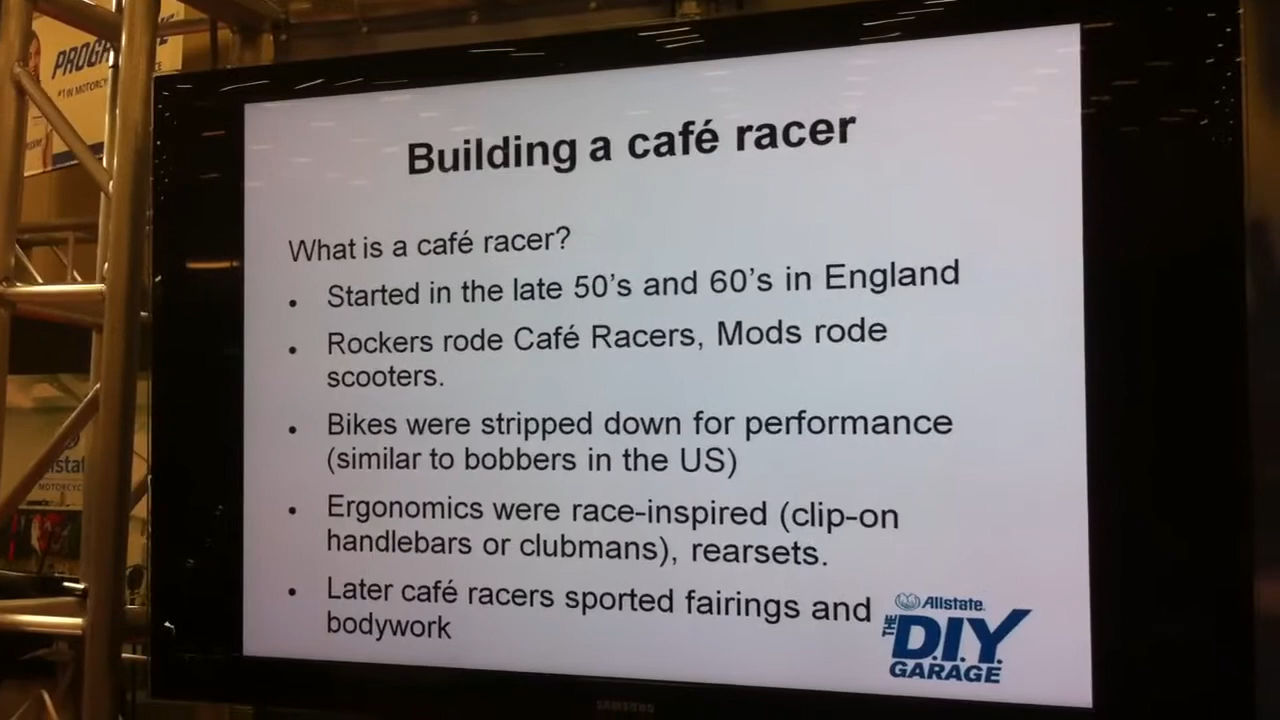 PROG
#1 IN MOTORC
Building a café racer
What is a café racer?
• Started in the late 50's and 60's in England
• Rockers rode Café Racers, Mods rode
scooters.
• Bikes were stripped down for performance
(similar to bobbers in the US)
• Ergonomics were race-inspired (clip-on
handlebars or clubmans), rearsets.
• Later café racers sported fairings and
bodywork
Allstate
THE
D.I.Y.
GARAGE
lstat
MOTORCYC
SAMSUNG